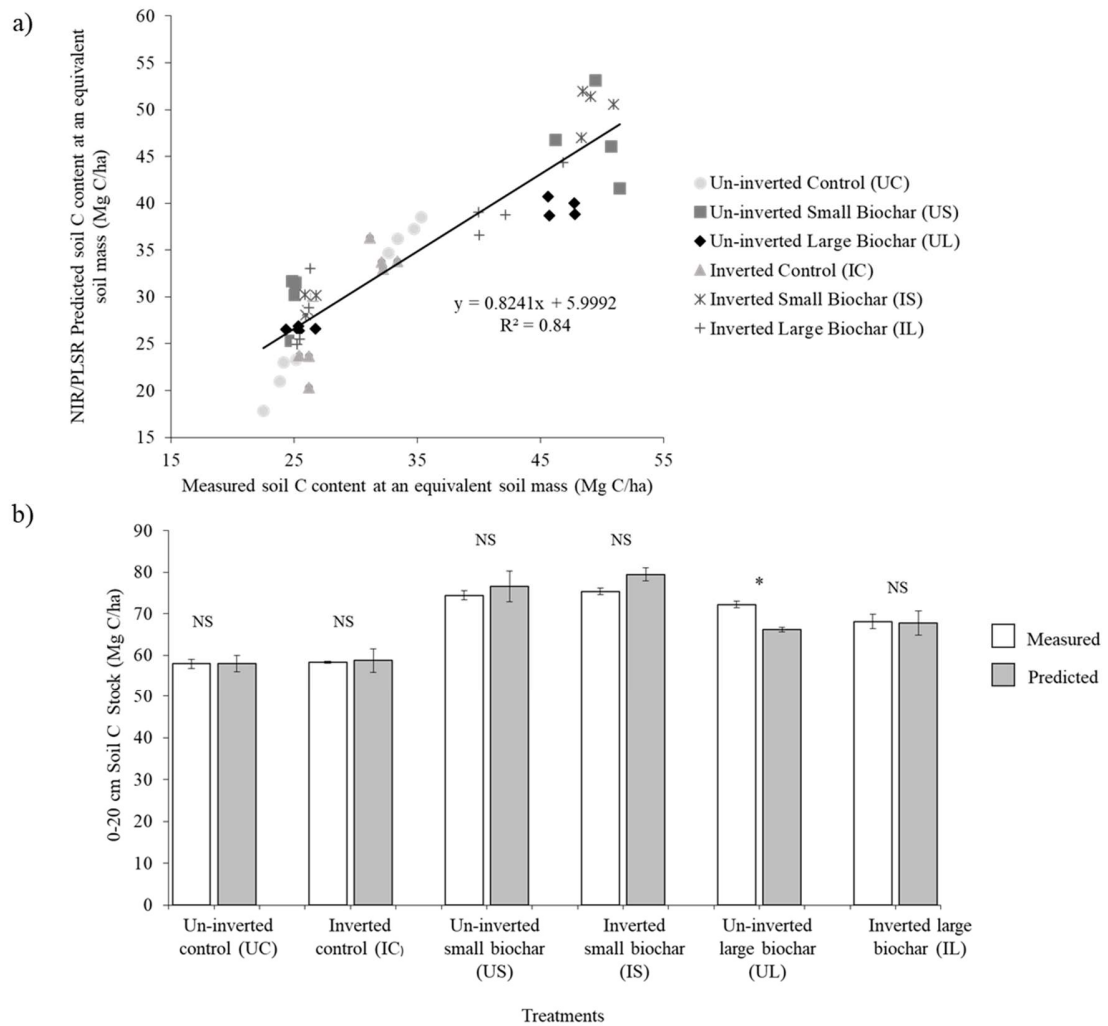 a)
60
55
50
45
40
35
30
25
20
15
15
25
35
45
55
NIR/PLSR Predicted soil C content at an equivalent
soil mass (Mg C/ha)
Measured soil C content at an equivalent soil mass (Mg C/ha)
y = 0.8241x + 5.9992
R² = 0.84
Un-inverted Control (UC)
Un-inverted Small Biochar (US)
Un-inverted Large Biochar (UL)
Inverted Control (IC)
Inverted Small Biochar (IS)
Inverted Large Biochar (IL)
b)
90
80
70
60
50
40
30
20
10
0
0-20 cm Soil C Stock (Mg C/ha)
NS
NS
NS
NS
*
NS
Measured
Predicted
Un-inverted
control (UC)
Inverted
control (IC)
Un-inverted
small biochar
(US)
Inverted
small biochar
(IS)
Un-inverted
large biochar
(UL)
Inverted large
biochar (IL)
Treatments